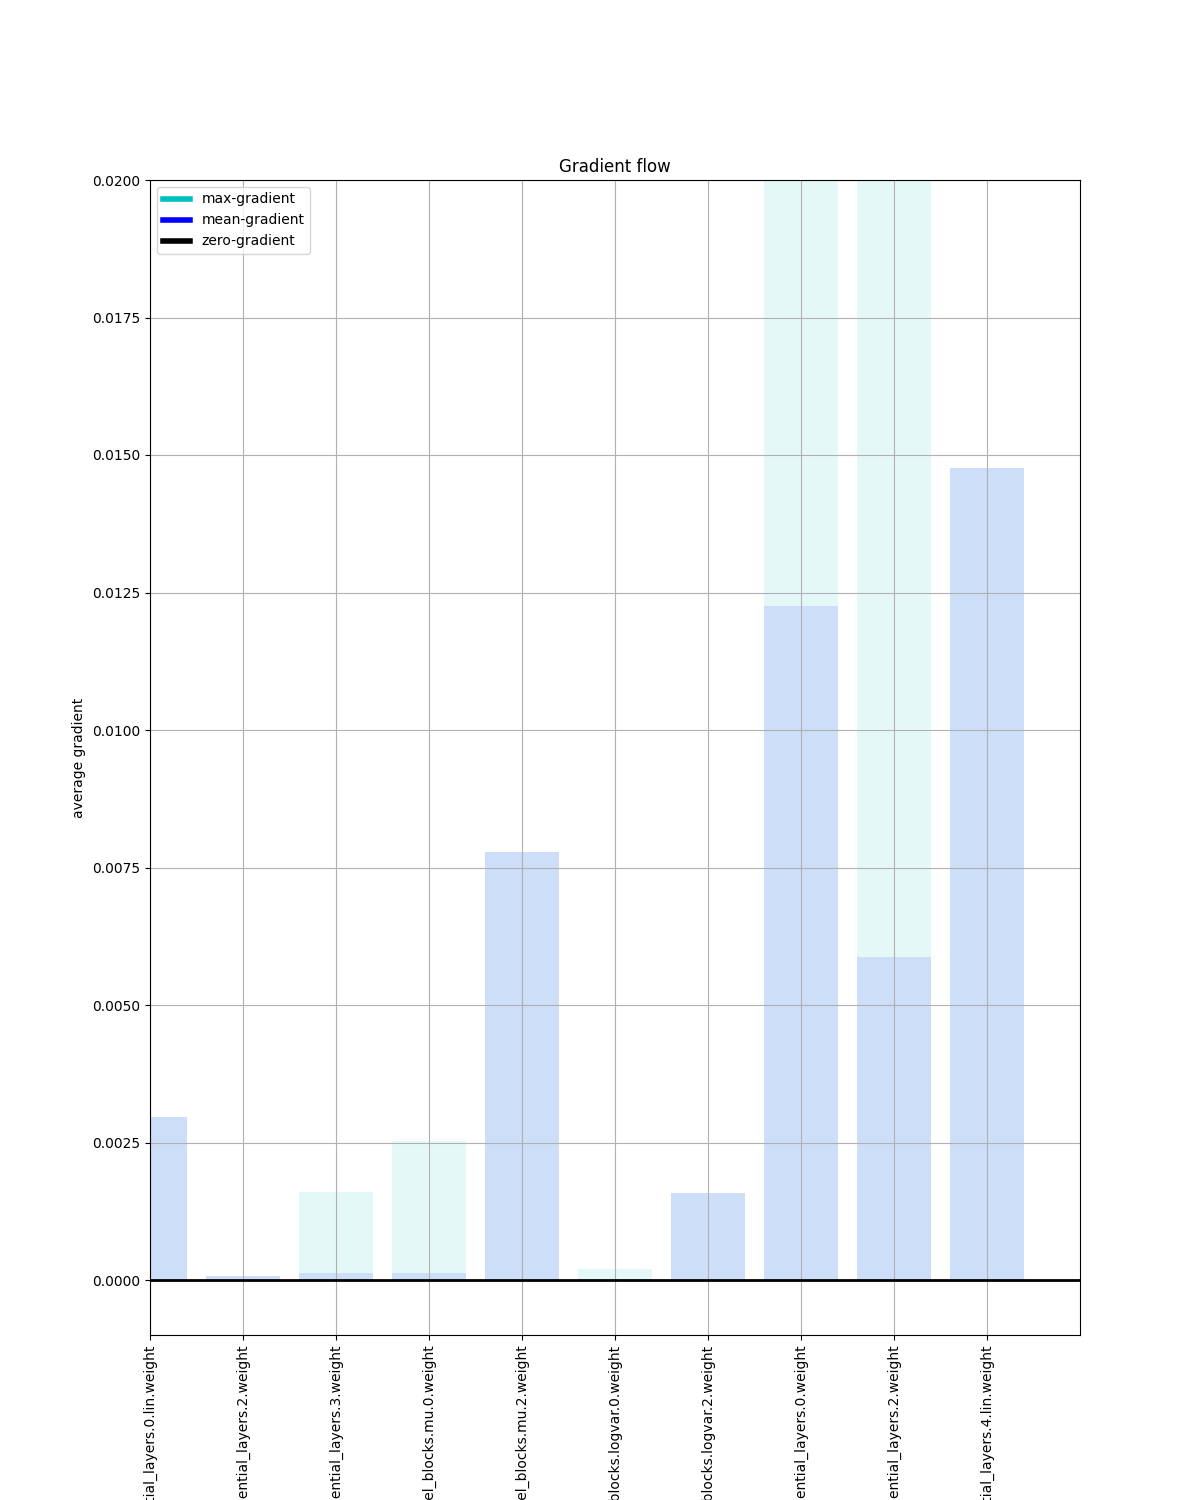 Gradient flow
max-gradient
mean-gradient
zero-gradient
0.0200
0.0175
0.0150
0.0125
0.0100
0.0075
0.0050
0.0025
0.0000
average gradient
tial_layers.0.lin.weight
ential_layers.2.weight
ential_layers.3.weight
el_blocks.mu.0.weight
el_blocks.mu.2.weight
blocks.logvar.0.weight
blocks.logvar.2.weight
ential_layers.0.weight
ential_layers.2.weight
tial_layers.4.lin.weight